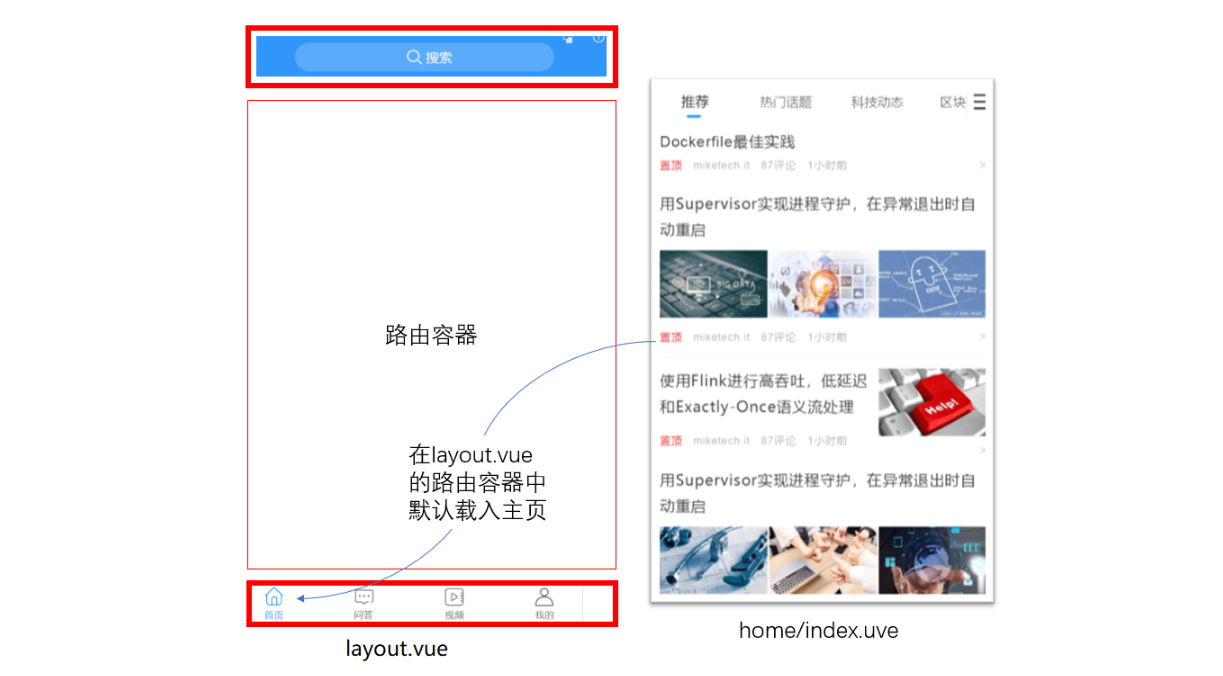 搜索
路由容器
在layout.vue
的路由容器中
默认载入主页
首页
问答
视频
我的
layout.vue
推荐
热门话题
科技动态
区块
Dockerfile最佳实践
置顶 miketech.it 87评论 1小时前
用Supervisor实现进程守护，在异常退出时自
动重启
BIG DATA
置顶 miketech.it 87评论 1小时前
使用Flink进行高吞吐，低延迟
和Exactly-Once语义流处理
Help!
置顶 miketech.it 87评论 1小时前
用Supervisor实现进程守护，在异常退出时自
动重启
home/index.uve